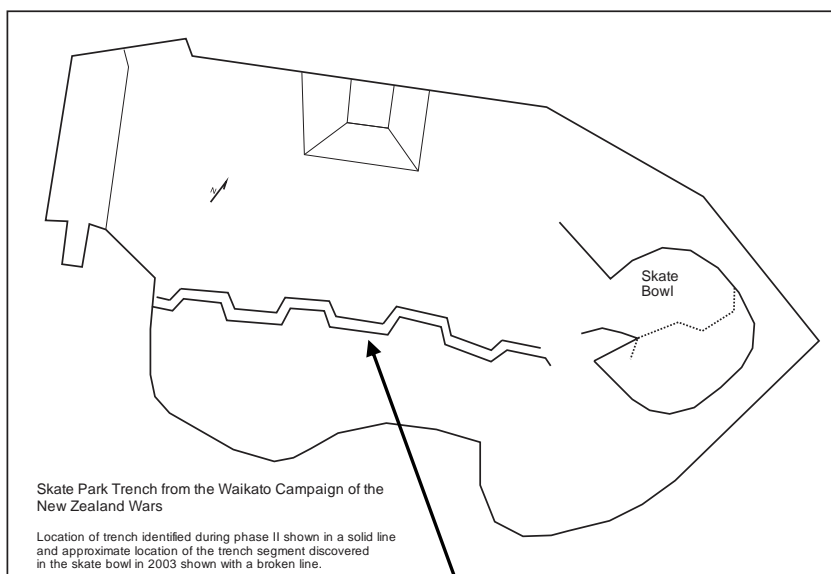 N
Skate
Bowl
Skate Park Trench from the Waikato Campaign of the
New Zealand Wars
Location of trench identified during phase II shown in a solid line
and approximate location of the trench segment discovered
in the skate bowl in 2003 shown with a broken line.